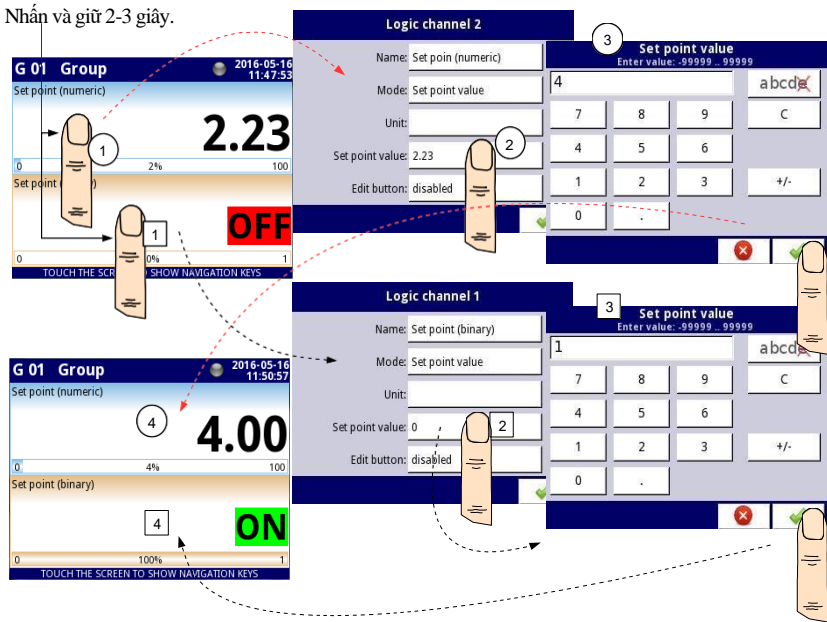 Nhấn và giữ 2-3 giây.
G 01 Group
2016-05-16
11:47:53
Set point (numeric)
2.23
1
0 2% 100
Set point
1
OFF
0 0% 1
TOUCH THE SCREEN TO SHOW NAVIGATION KEYS
Logic channel 2
Name: Set poin (numeric)
Mode: Set point value
Unit:
Set point value: 2.23
2
Edit button: disabled
3
Set point value
Enter value: -99999 .. 99999
4
abcde
7 8 9 C
4 5 6
1 2 3 +/-
0 .
G 01 Group
2016-05-16
11:50:57
Set point (numeric)
4
4.00
0 4% 100
Set point (binary)
4
ON
0 100% 1
TOUCH THE SCREEN TO SHOW NAVIGATION KEYS
Logic channel 1
Name: Set point (binary)
Mode: Set point value
Unit:
Set point value: 0
2
Edit button: disabled
3
Set point value
Enter value: -99999 .. 99999
1
abcde
7 8 9 C
4 5 6
1 2 3 +/-
0 .